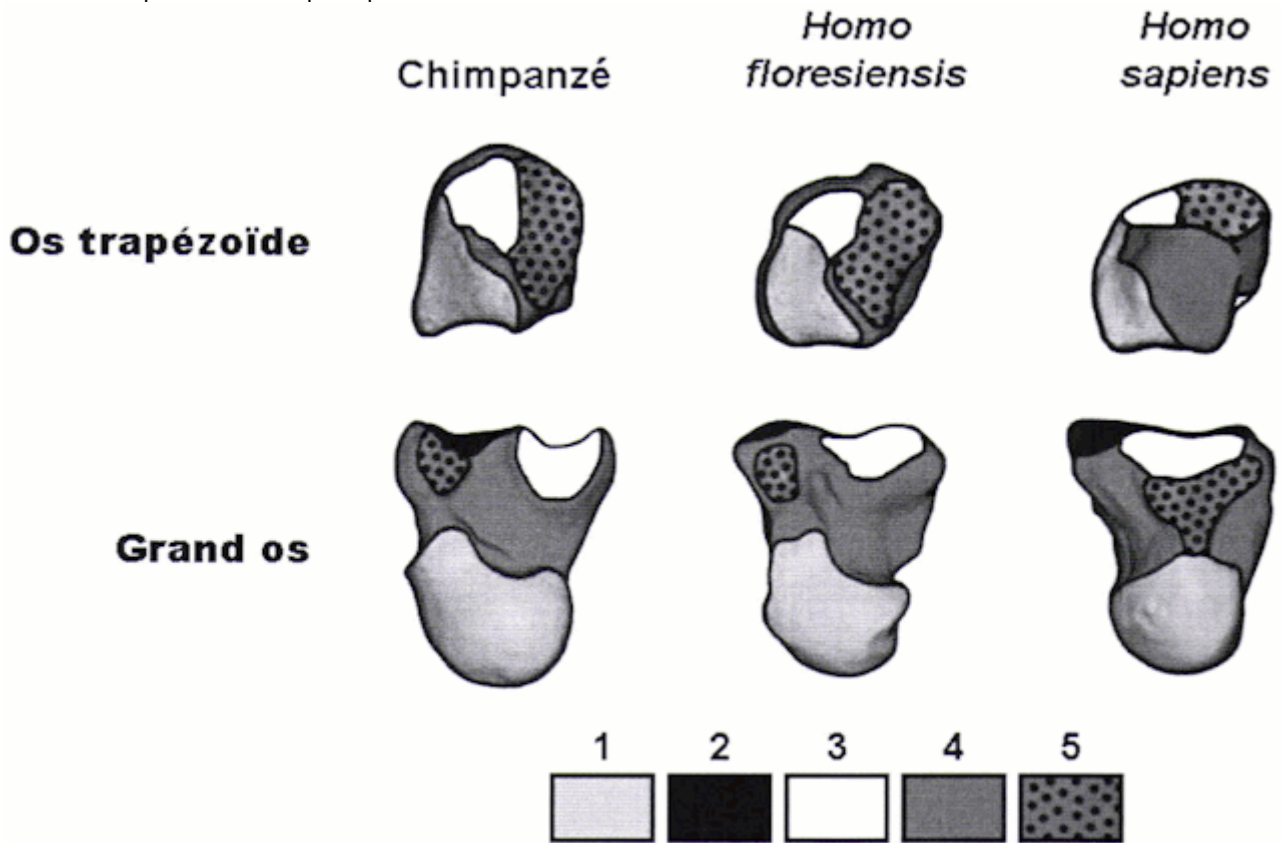 Homo
floresiensis
Homo
sapiens
Chimpanzé
Os trapézoïde
Grand os
1 2 3 4 5